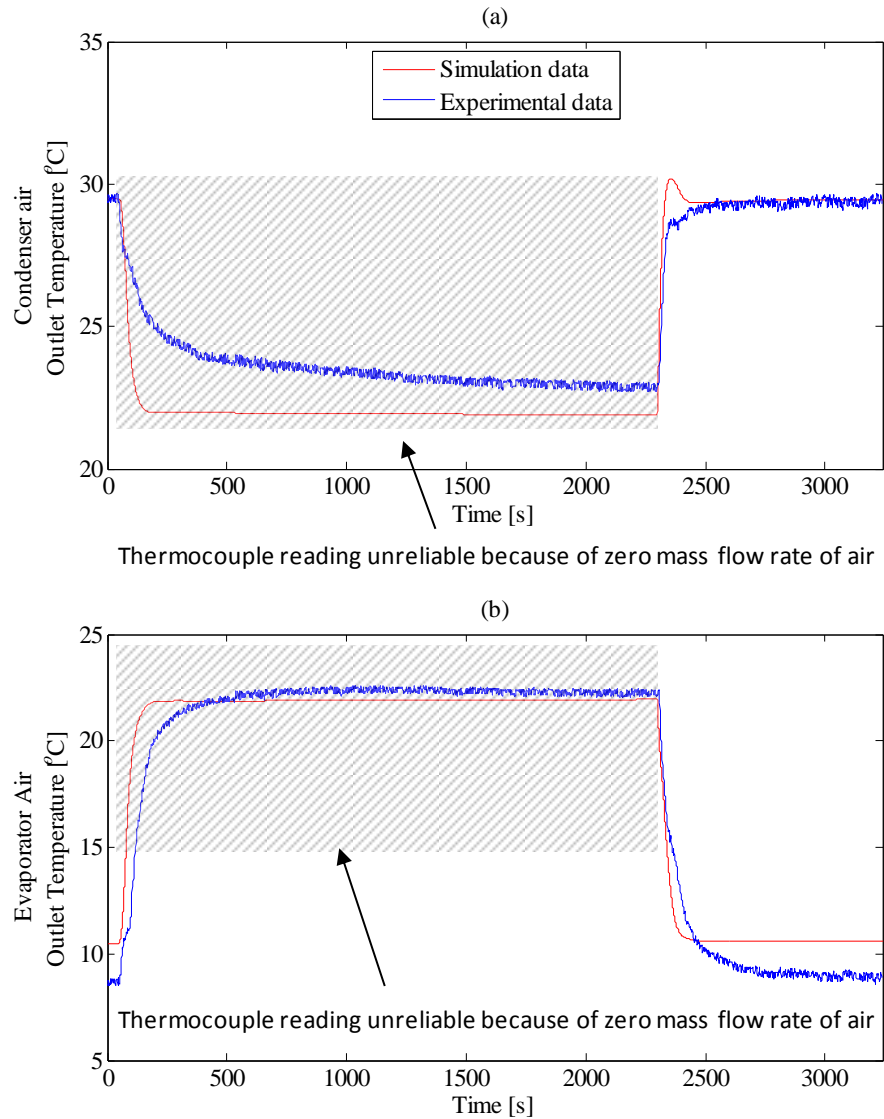 (a)
35
30
25
20
Condenser air
Outlet Temperature [°C]
Simulation data
Experimental data
0
500
1000
1500
2000
2500
3000
Time [s]
Thermocouple reading unreliable because of zero mass flow rate of air
(b)
25
20
15
10
5
Evaporator Air
Outlet Temperature [°C]
Thermocouple reading unreliable because of zero mass flow rate of air
0
500
1000
1500
2000
2500
3000
Time [s]